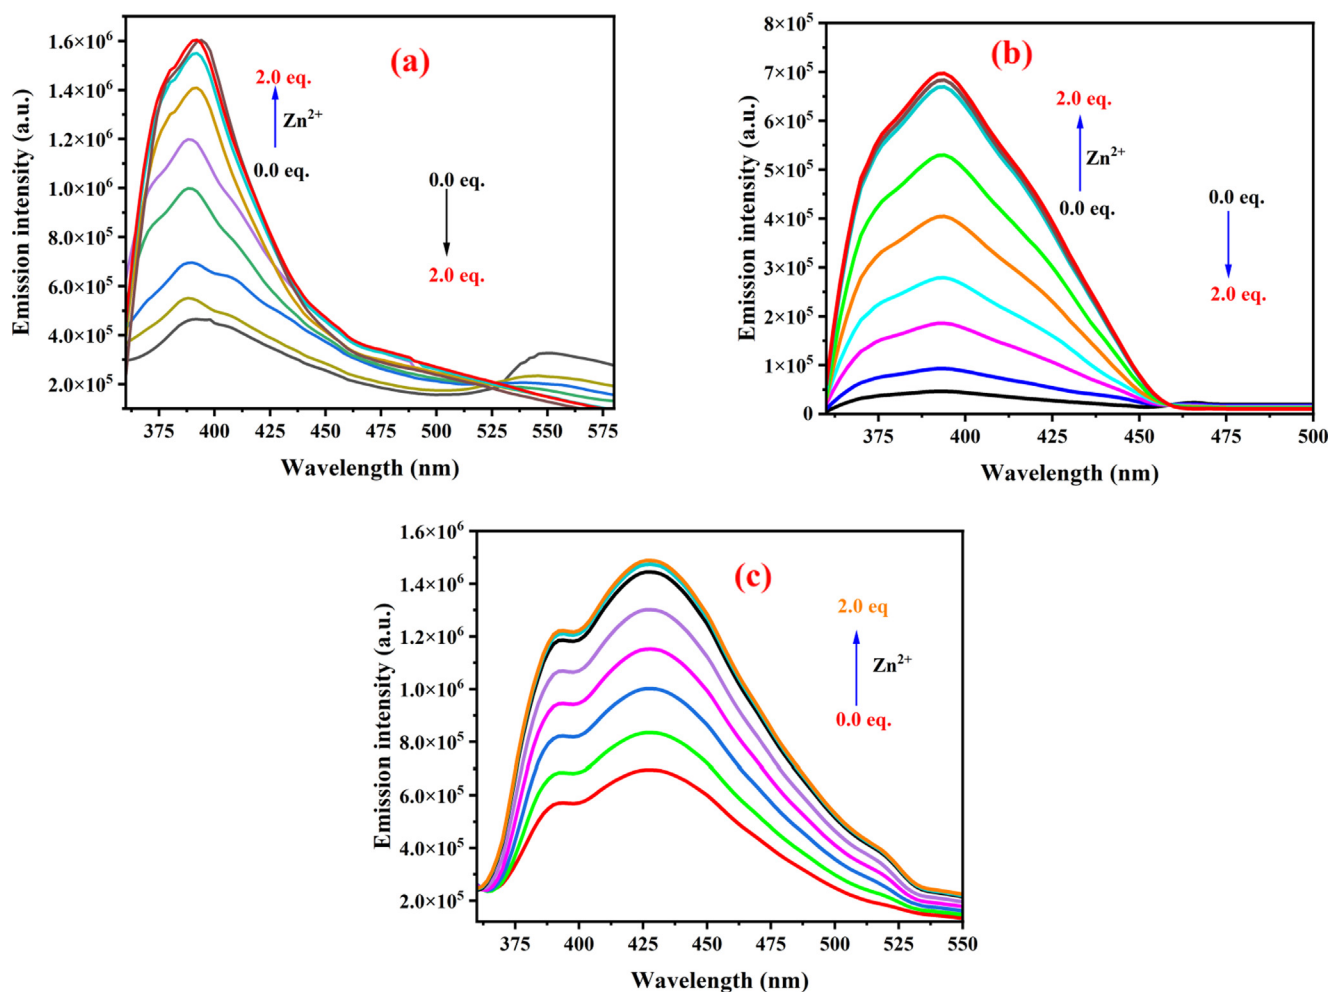 (a)
Emission intensity (a.u.)
1.6×10⁶
1.4×10⁶
1.2×10⁶
1.0×10⁶
8.0×10⁵
6.0×10⁵
4.0×10⁵
2.0×10⁵
2.0 eq.
Zn²⁺
0.0 eq.
0.0 eq.
2.0 eq.
375 400 425 450 475 500 525 550 575
Wavelength (nm)
(b)
Emission intensity (a.u.)
8×10⁵
7×10⁵
6×10⁵
5×10⁵
4×10⁵
3×10⁵
2×10⁵
1×10⁵
0
2.0 eq.
Zn²⁺
0.0 eq.
0.0 eq.
2.0 eq.
375 400 425 450 475 500
Wavelength (nm)
(c)
Emission intensity (a.u.)
1.6×10⁶
1.4×10⁶
1.2×10⁶
1.0×10⁶
8.0×10⁵
6.0×10⁵
4.0×10⁵
2.0×10⁵
2.0 eq
Zn²⁺
0.0 eq.
375 400 425 450 475 500 525 550
Wavelength (nm)